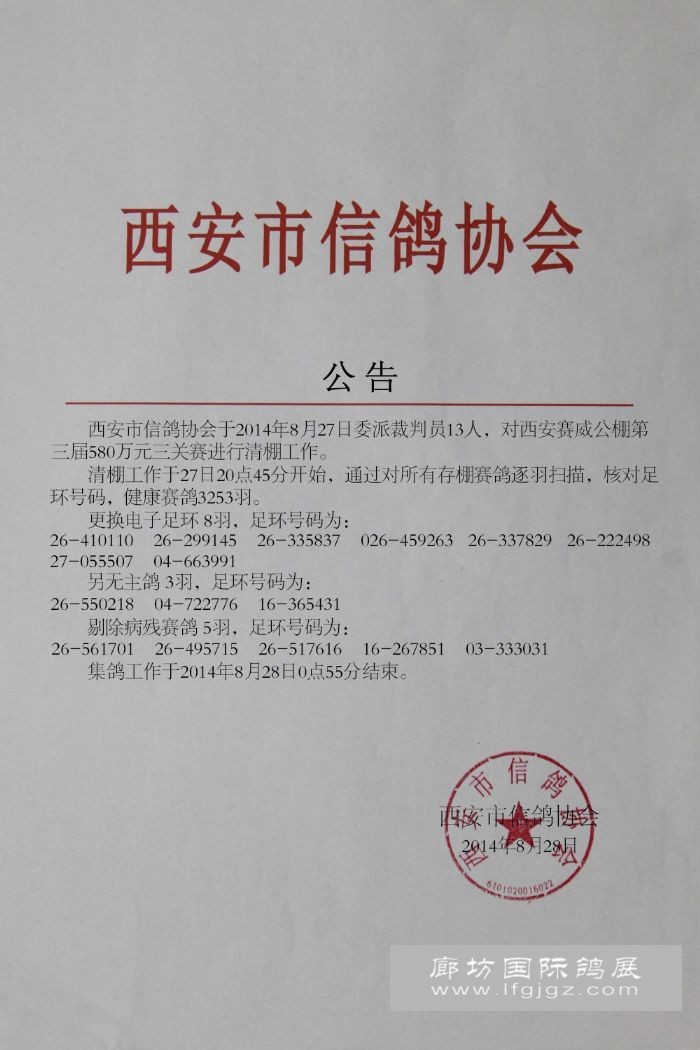 西安市信鸽协会
公告
西安市信鸽协会于2014年8月27日委派裁判员13人，对西安赛威公棚第
三届580万元三关赛进行清棚工作。
清棚工作于27日20点45分开始，通过对所有存棚赛鸽逐羽扫描，核对足
环号码，健康赛鸽3253羽。
更换电子足环 8羽，足环号码为：
26-410110 26-299145 26-335837 026-459263 26-337829 26-222498
27-055507 04-663991
另无主鸽 3羽，足环号码为：
26-550218 04-722776 16-365431
剔除病残赛鸽 5羽，足环号码为：
26-561701 26-495715 26-517616 16-267851 03-333031
集鸽工作于2014年8月28日0点55分结束。
西安市信鸽协会
西安市信鸽协会
2014年8月28日
6101020016022
廊坊国际鸽展
www.lfgjgz.com